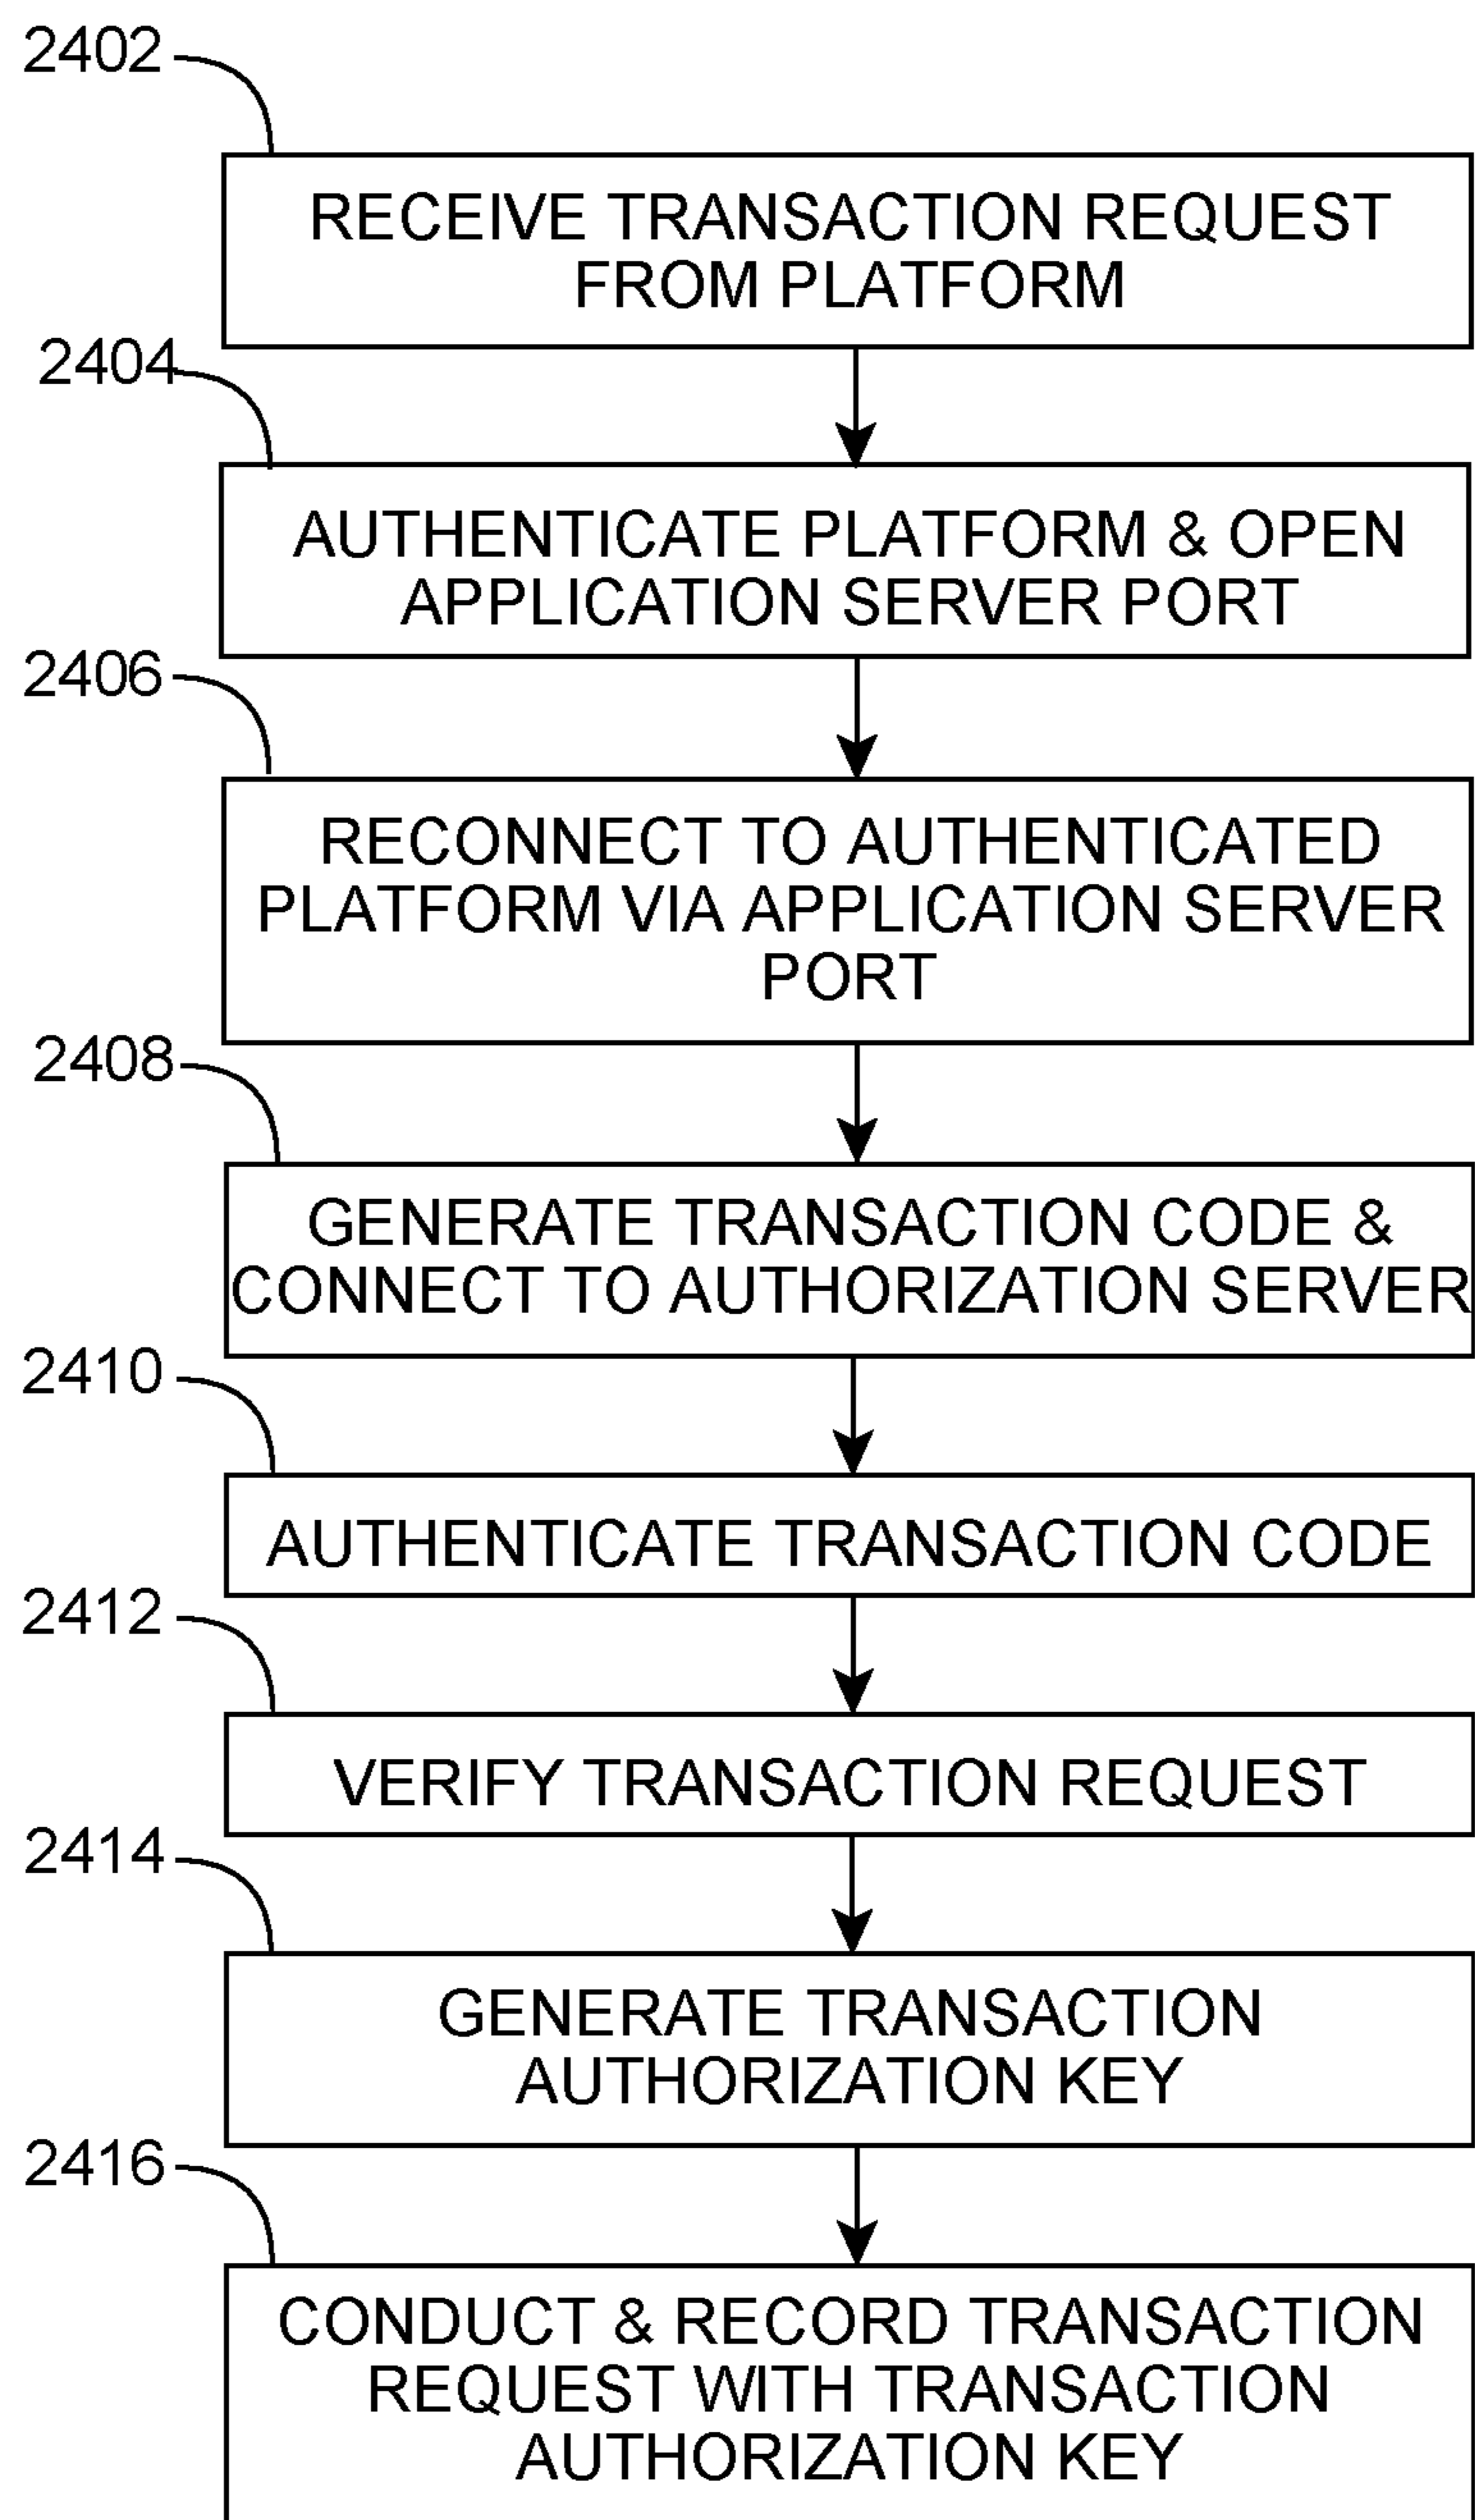 2402
RECEIVE TRANSACTION REQUEST
FROM PLATFORM
2404
AUTHENTICATE PLATFORM & OPEN
APPLICATION SERVER PORT
2406
RECONNECT TO AUTHENTICATED
PLATFORM VIA APPLICATION SERVER
PORT
2408
GENERATE TRANSACTION CODE &
CONNECT TO AUTHORIZATION SERVER
2410
AUTHENTICATE TRANSACTION CODE
2412
VERIFY TRANSACTION REQUEST
2414
GENERATE TRANSACTION
AUTHORIZATION KEY
2416
CONDUCT & RECORD TRANSACTION
REQUEST WITH TRANSACTION
AUTHORIZATION KEY